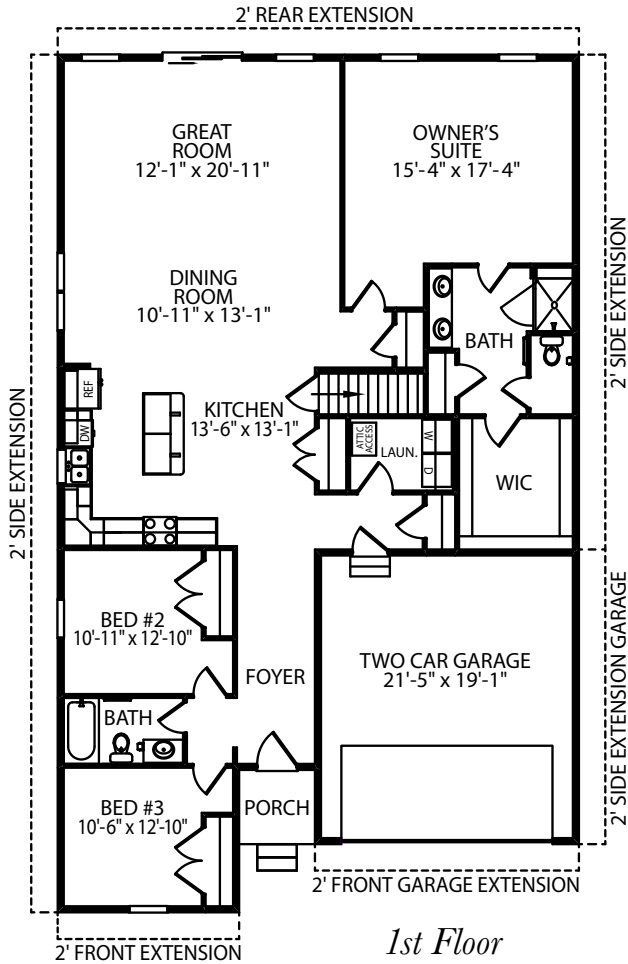 2' REAR EXTENSION
GREAT
ROOM
12'-1" x 20'-11"
OWNER'S
SUITE
15'-4" x 17'-4"
DINING
ROOM
10'-11" x 13'-1"
2' SIDE EXTENSION
BATH
REF
DW
KITCHEN
13'-6" x 13'-1"
ATTIC
ACCESS
LAUN.
W
D
WIC
2' SIDE EXTENSION
BED #2
10'-11" x 12'-10"
FOYER
TWO CAR GARAGE
21'-5" x 19'-1"
2' SIDE EXTENSION GARAGE
BATH
BED #3
10'-6" x 12'-10"
PORCH
2' FRONT GARAGE EXTENSION
2' FRONT EXTENSION
1st Floor